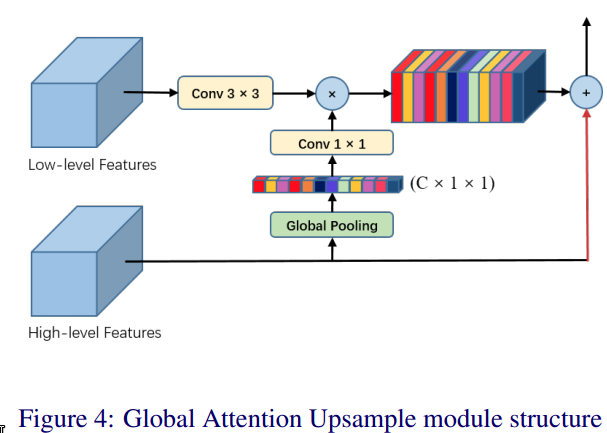 Conv 3 × 3
×
+
Conv 1 × 1
Low-level Features
(C × 1 × 1)
Global Pooling
High-level Features
Figure 4: Global Attention Upsample module structure